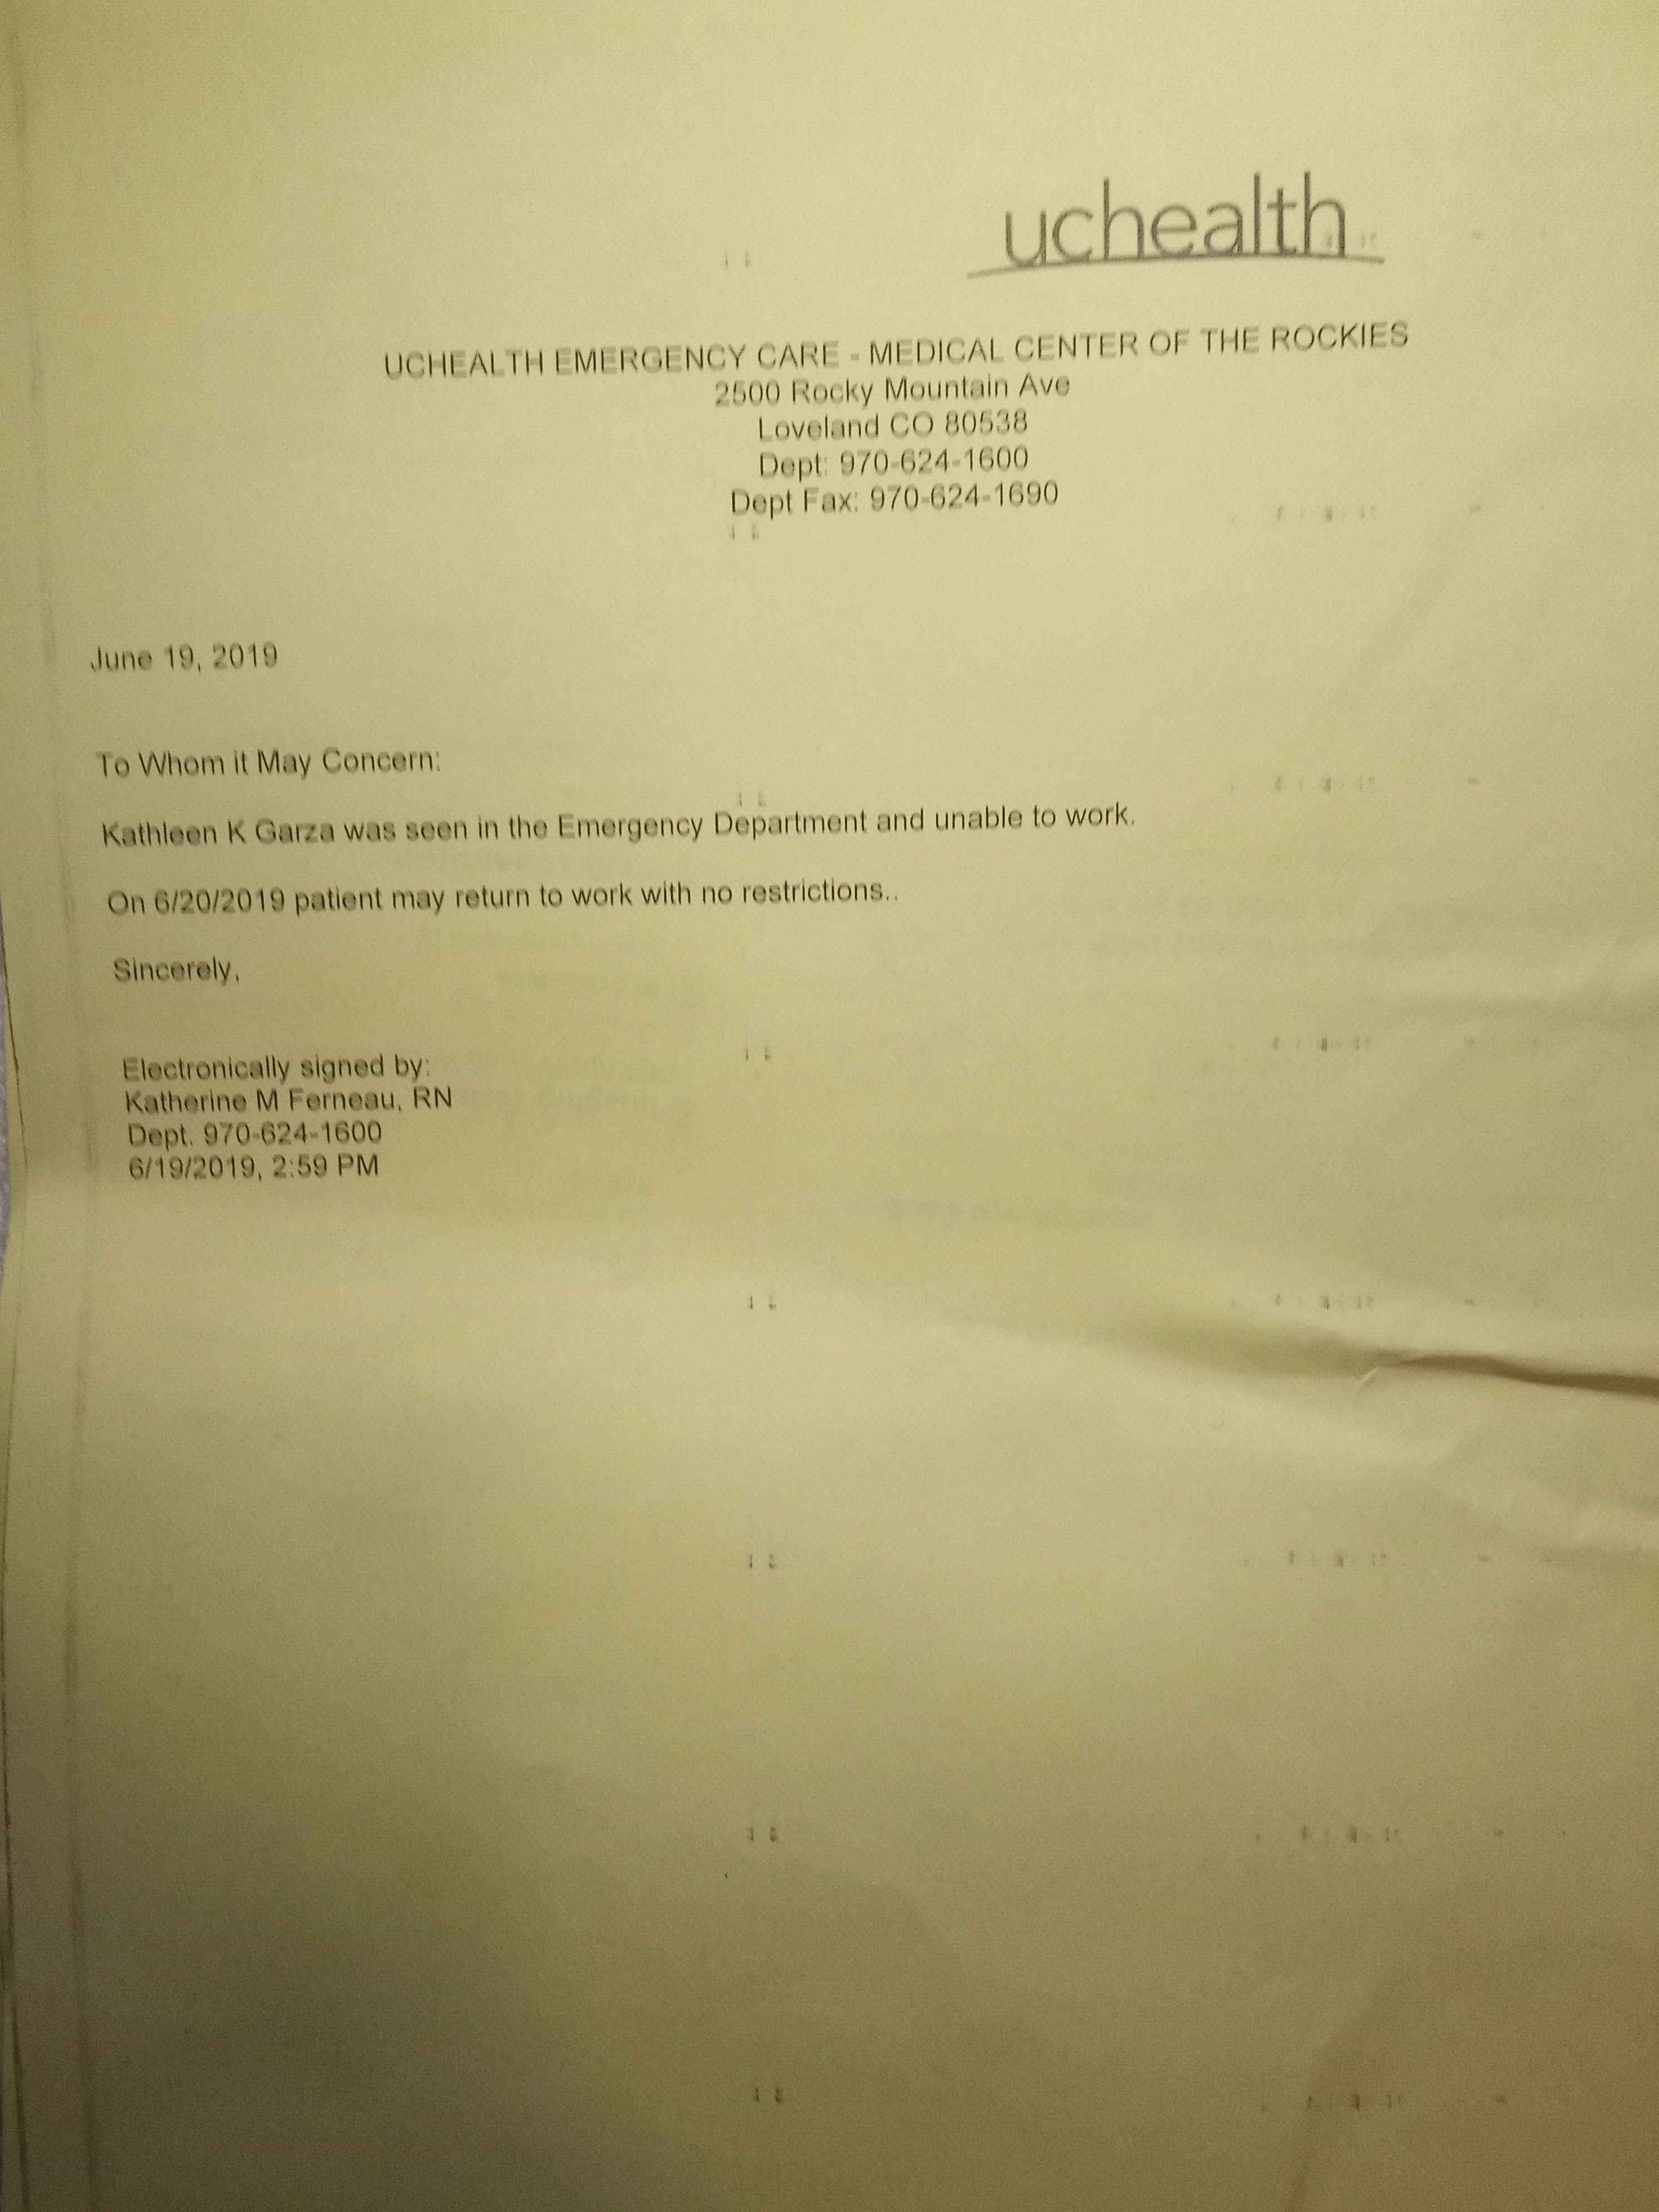 uchealth
UCHEALTH EMERGENCY CARE - MEDICAL CENTER OF THE ROCKIES
2500 Rocky Mountain Ave
Loveland CO 80538
Dept: 970-624-1600
Dept Fax: 970-624-1690
June 19, 2019
To Whom it May Concern:
Kathleen K Garza was seen in the Emergency Department and unable to work.
On 6/20/2019 patient may return to work with no restrictions..
Sincerely,
Electronically signed by:
Katherine M Ferneau, RN
Dept. 970-624-1600
6/19/2019, 2:59 PM